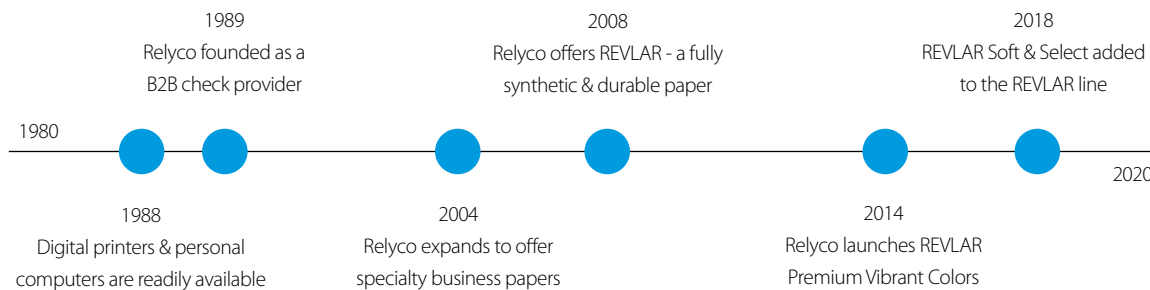 1980
1988
Digital printers & personal
computers are readily available
1989
Relyco founded as a
B2B check provider
2004
Relyco expands to offer
specialty business papers
2008
Relyco offers REVLAR - a fully
synthetic & durable paper
2014
Relyco launches REVLAR
Premium Vibrant Colors
2018
REVLAR Soft & Select added
to the REVLAR line
2020